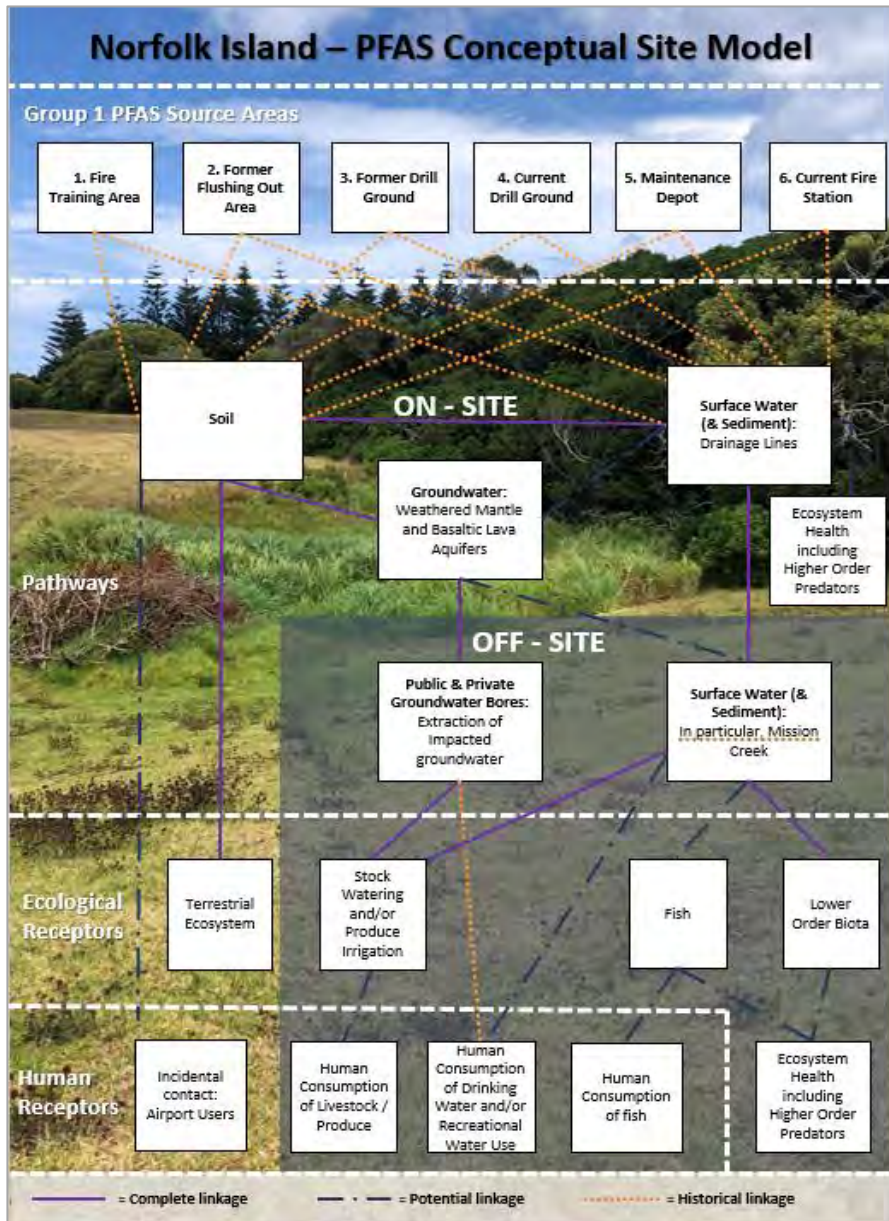 Norfolk Island – PFAS Conceptual Site Model
Group 1 PFAS Source Areas
1. Fire
Training Area
2. Former
Flushing Out
Area
3. Former Drill
Ground
4. Current
Drill Ground
5. Maintenance
Depot
6. Current Fire
Station
Soil
ON - SITE
Surface Water
(& Sediment):
Drainage Lines
Groundwater:
Weathered Mantle
and Basaltic Lava
Aquifers
Ecosystem
Health
including
Higher Order
Predators
Pathways
OFF - SITE
Public & Private
Groundwater Bores:
Extraction of
Impacted
groundwater
Surface Water (&
Sediment):
In particular, Mission
Creek
Ecological
Receptors
Terrestrial
Ecosystem
Stock
Watering
and/or
Produce
Irrigation
Fish
Lower
Order Biota
Human
Receptors
Incidental
contact:
Airport Users
Human
Consumption
of Livestock /
Produce
Human
Consumption
of Drinking
Water and/or
Recreational
Water Use
Human
Consumption
of fish
Ecosystem
Health
including
Higher Order
Predators
= Complete linkage
= Potential linkage
= Historical linkage